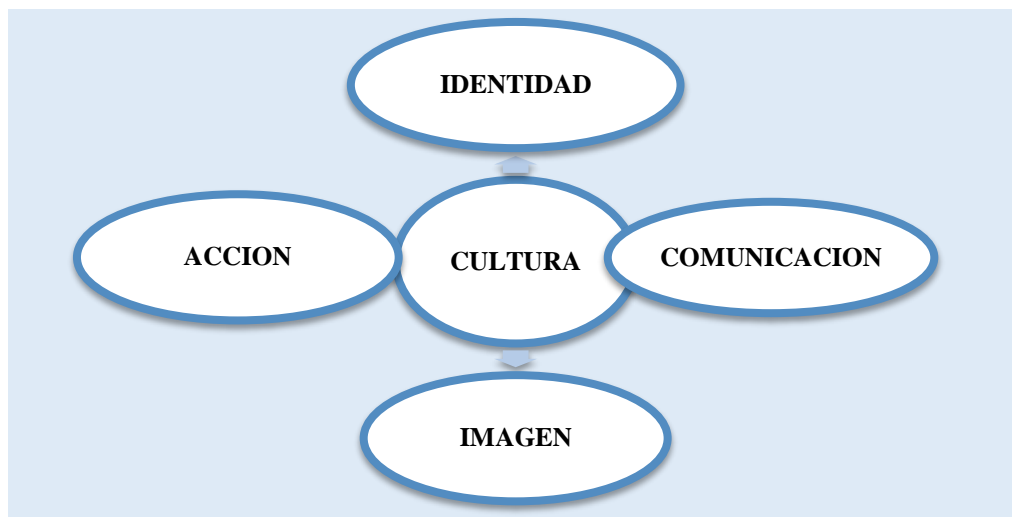 IDENTIDAD
ACCION
CULTURA
COMUNICACION
IMAGEN